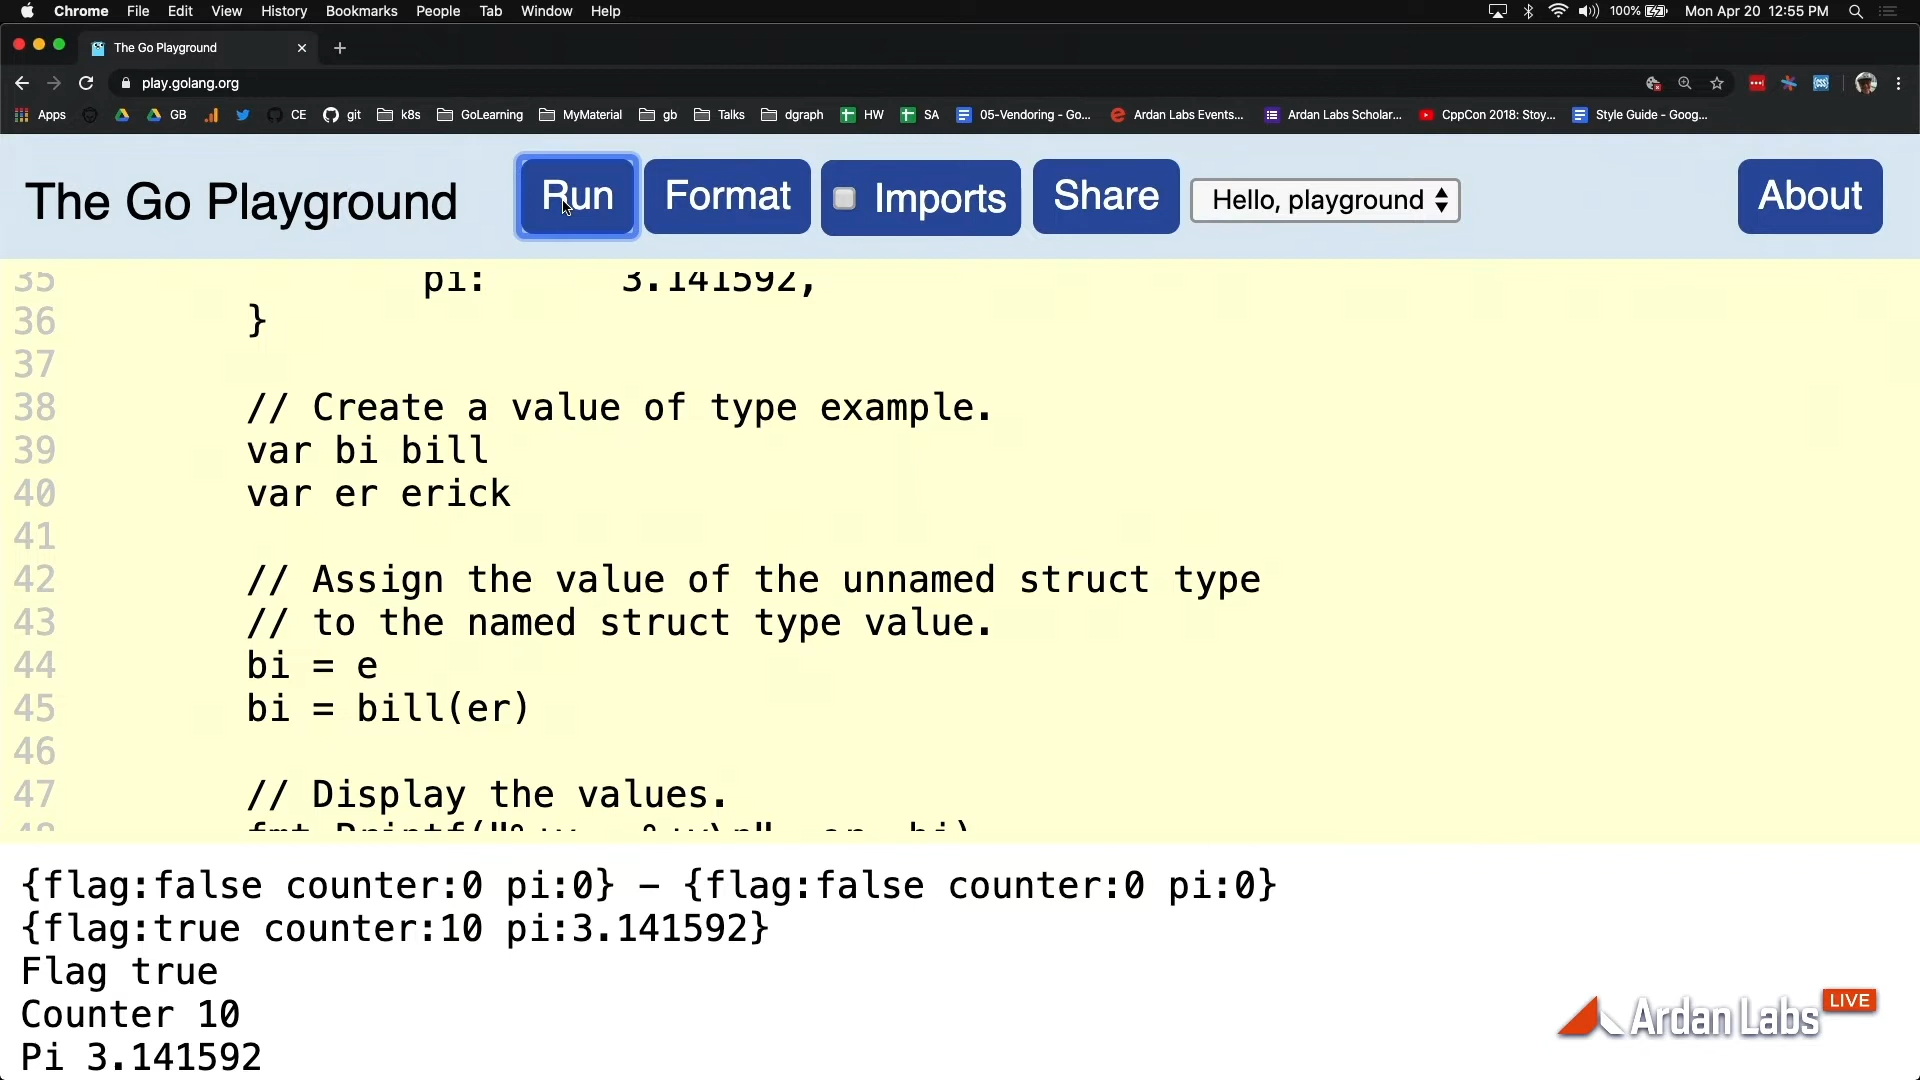 Chrome File Edit View History Bookmarks People Tab Window Help 100% Mon Apr 20 12:55 PM
The Go Playground
play.golang.org
Apps GB CE git k8s GoLearning MyMaterial gb Talks dgraph HW SA 05-Vendoring - Go... Ardan Labs Events... Ardan Labs Scholar... CppCon 2018: Stoy... Style Guide - Goog...
The Go Playground Run Format Imports Share Hello, playground About
35 pi: 3.141592,
36 }
37
38 // Create a value of type example.
39 var bi bill
40 var er erick
41
42 // Assign the value of the unnamed struct type
43 // to the named struct type value.
44 bi = e
45 bi = bill(er)
46
47 // Display the values.
{flag:false counter:0 pi:0} - {flag:false counter:0 pi:0}
{flag:true counter:10 pi:3.141592}
Flag true
Counter 10
Pi 3.141592
Ardan Labs LIVE